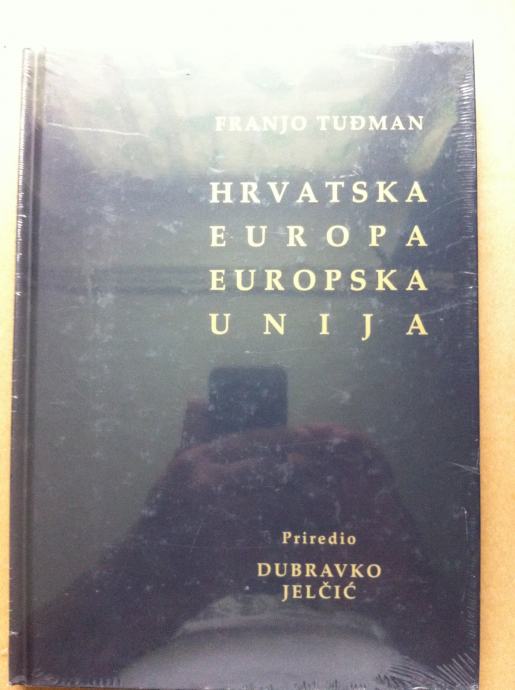 FRANJO TUĐMAN
HRVATSKA
EUROPA
EUROPSKA
UNIJA
Priredio
DUBRAVKO
JELČIĆ